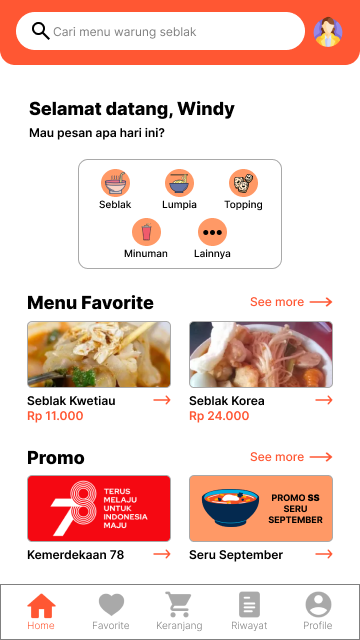 Cari menu warung seblak
Selamat datang, Windy
Mau pesan apa hari ini?
Seblak
Lumpia
Topping
Minuman
Lainnya
Menu Favorite
See more
Seblak Kwetiau
Rp 11.000
Seblak Korea
Rp 24.000
Promo
See more
78
TERUS
MELAJU
UNTUK
INDONESIA
MAJU
PROMO $$
SERU
SEPTEMBER
Kemerdekaan 78
Seru September
Home
Favorite
Keranjang
Riwayat
Profile